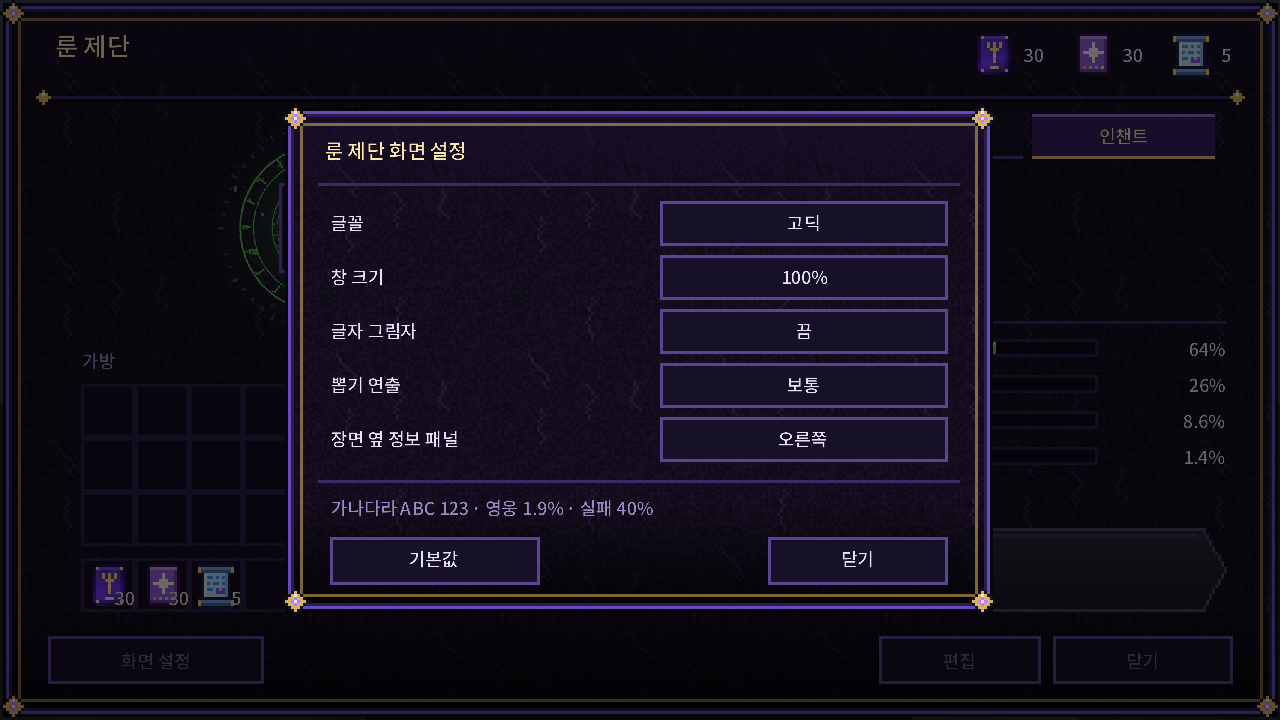 룬 제단
30
30
5
인챈트
룬 제단 화면 설정
글꼴
고딕
창 크기
100%
글자 그림자
끔
뽑기 연출
보통
장면 옆 정보 패널
오른쪽
가나다라 ABC 123 · 영웅 1.9% · 실패 40%
기본값
닫기
가방
64%
26%
8.6%
1.4%
30
30
5
화면 설정
편집
닫기